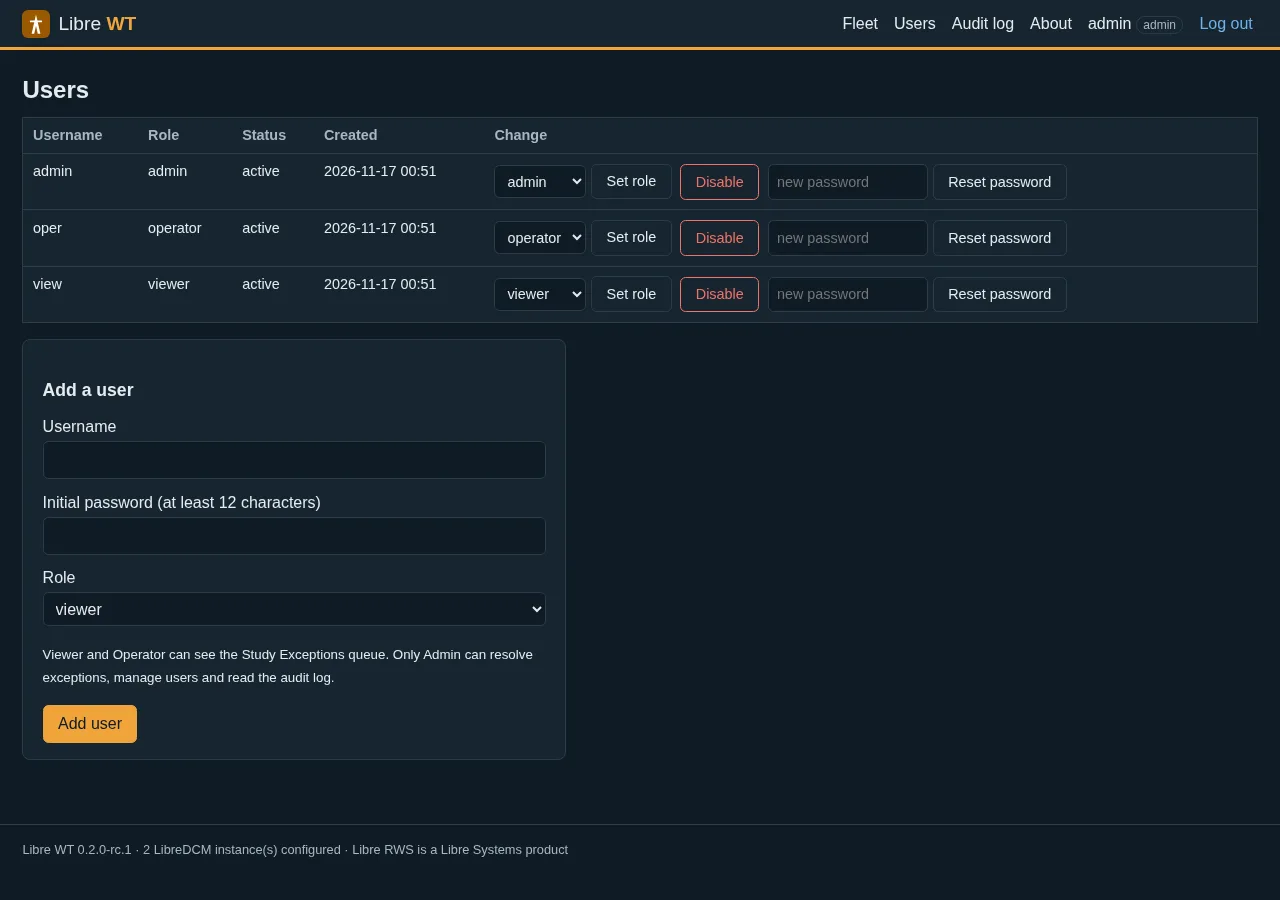 Libre WT
Fleet Users Audit log About admin admin Log out
Users
Username Role Status Created Change
admin admin active 2026-11-17 00:51 admin Set role Disable new password Reset password
oper operator active 2026-11-17 00:51 operator Set role Disable new password Reset password
view viewer active 2026-11-17 00:51 viewer Set role Disable new password Reset password
Add a user
Username
Initial password (at least 12 characters)
Role
viewer
Viewer and Operator can see the Study Exceptions queue. Only Admin can resolve
exceptions, manage users and read the audit log.
Add user
Libre WT 0.2.0-rc.1 · 2 LibreDCM instance(s) configured · Libre RWS is a Libre Systems product